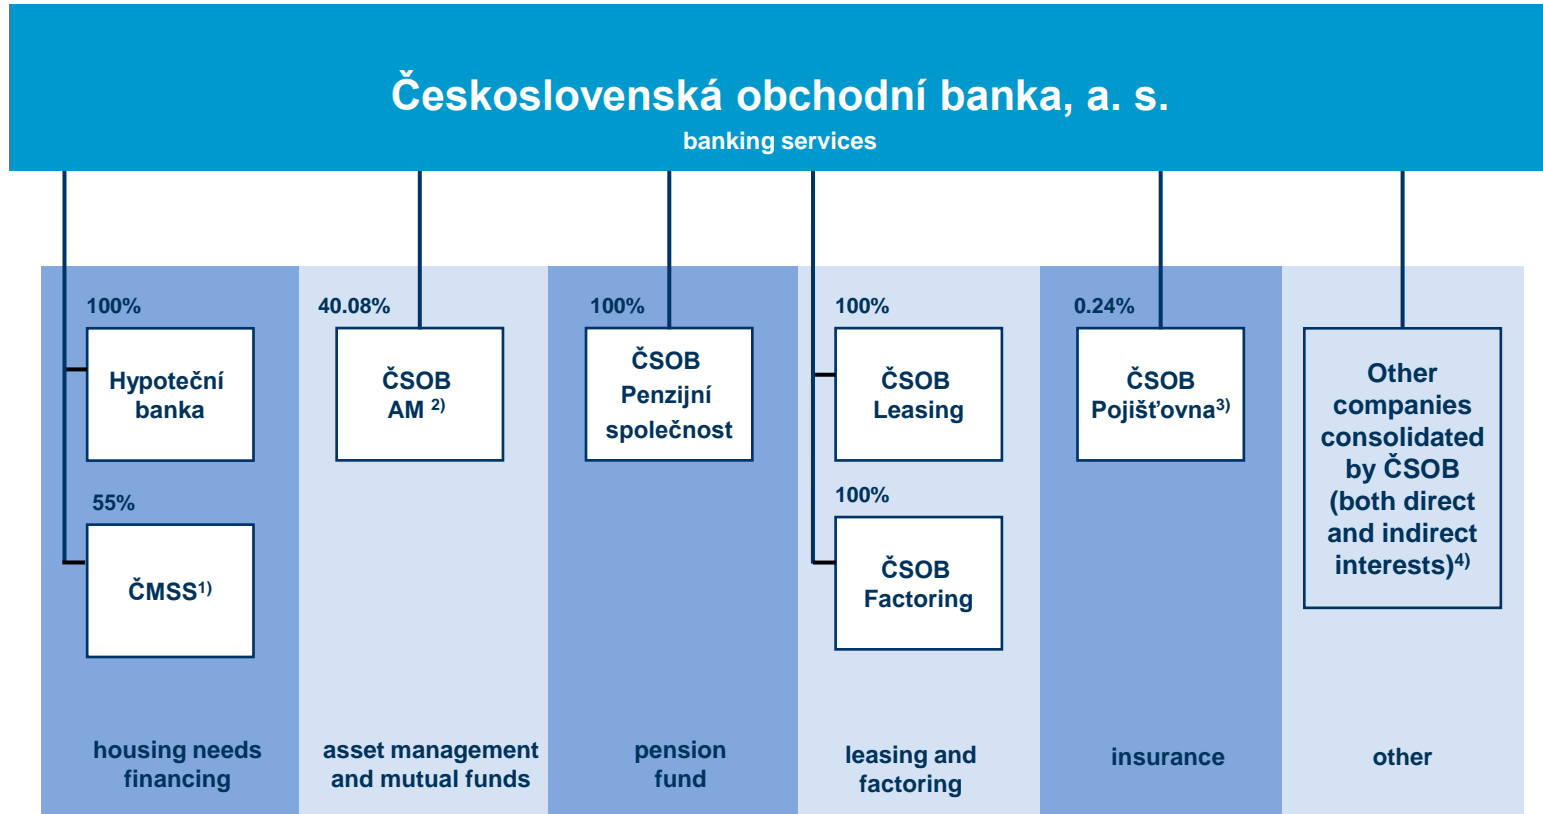 Československá obchodní banka, a. s.
banking services
100%
Hypoteční
banka
55%
ČMSS1)
housing needs
financing
40.08%
ČSOB
AM 2)
asset management
and mutual funds
100%
ČSOB
Penzijní
společnost
pension
fund
100%
ČSOB
Leasing
100%
ČSOB
Factoring
leasing and
factoring
0.24%
ČSOB
Pojišťovna3)
insurance
Other
companies
consolidated
by ČSOB
(both direct
and indirect
interests)4)
other